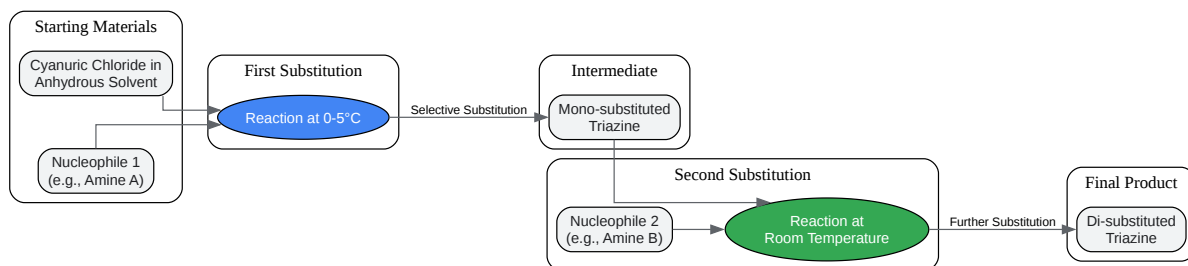 Starting Materials
Cyanuric Chloride in
Anhydrous Solvent
Nucleophile 1
(e.g., Amine A)
First Substitution
Reaction at 0-5°C
Selective Substitution
Intermediate
Mono-substituted
Triazine
Second Substitution
Nucleophile 2
(e.g., Amine B)
Reaction at
Room Temperature
Further Substitution
Final Product
Di-substituted
Triazine